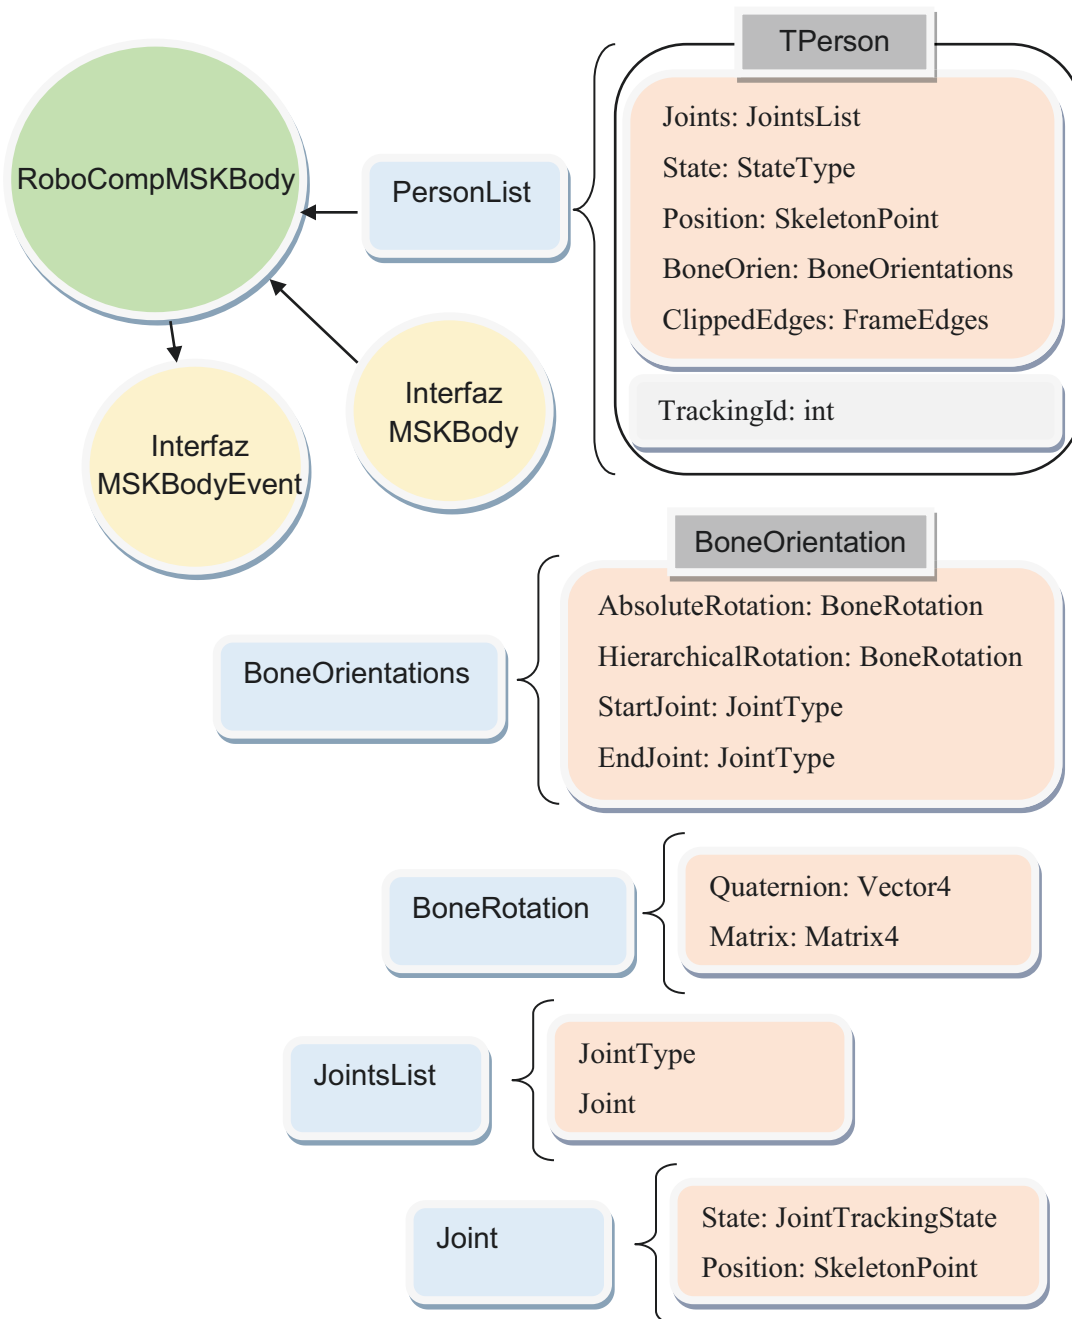 TPerson
Joints: JointsList
State: StateType
Position: SkeletonPoint
BoneOrien: BoneOrientations
ClippedEdges: FrameEdges
TrackingId: int
RoboCompMSKBody
PersonList
Interfaz
MSKBody
Interfaz
MSKBodyEvent
BoneOrientation
AbsoluteRotation: BoneRotation
HierarchicalRotation: BoneRotation
StartJoint: JointType
EndJoint: JointType
BoneOrientations
BoneRotation
Quaternion: Vector4
Matrix: Matrix4
JointsList
JointType
Joint
Joint
State: JointTrackingState
Position: SkeletonPoint